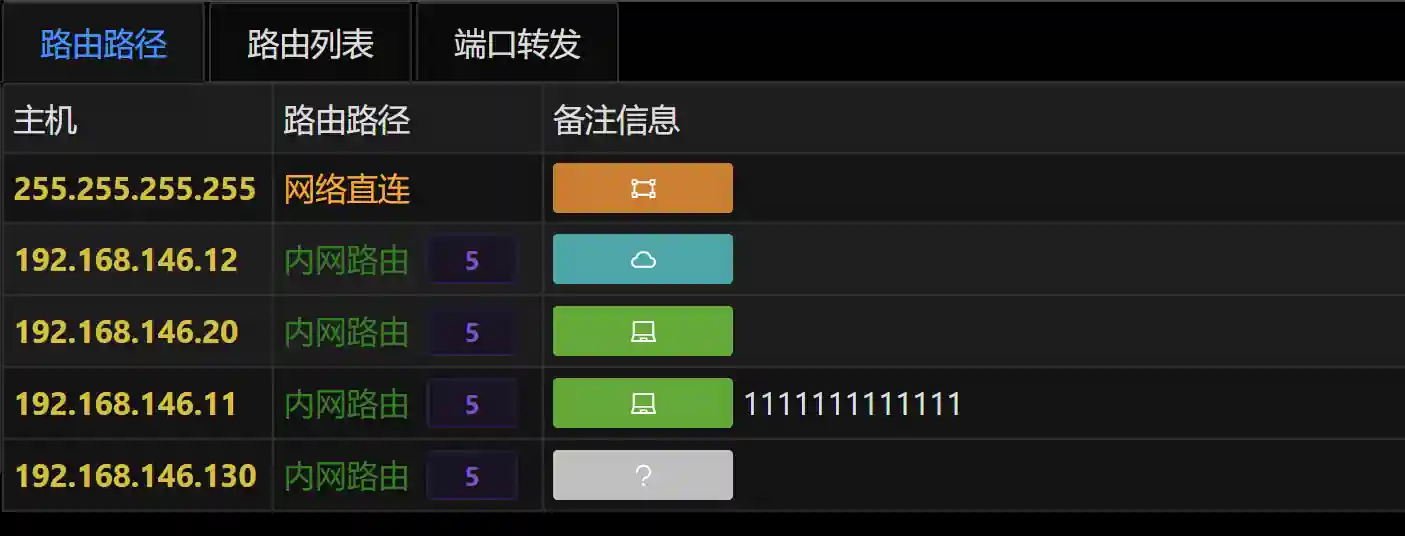 路由路径 路由列表 端口转发
主机 路由路径 备注信息
255.255.255.255 网络直连
192.168.146.12 内网路由 5
192.168.146.20 内网路由 5
192.168.146.11 内网路由 5 1111111111111
192.168.146.130 内网路由 5 ?